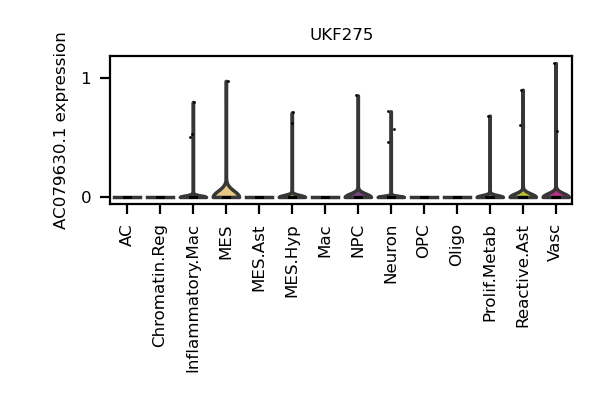 UKF275
AC079630.1 expression
1
0
AC
Chromatin.Reg
Inflammatory.Mac
MES
MES.Ast
MES.Hyp
Mac
NPC
Neuron
OPC
Oligo
Prolif.Metab
Reactive.Ast
Vasc